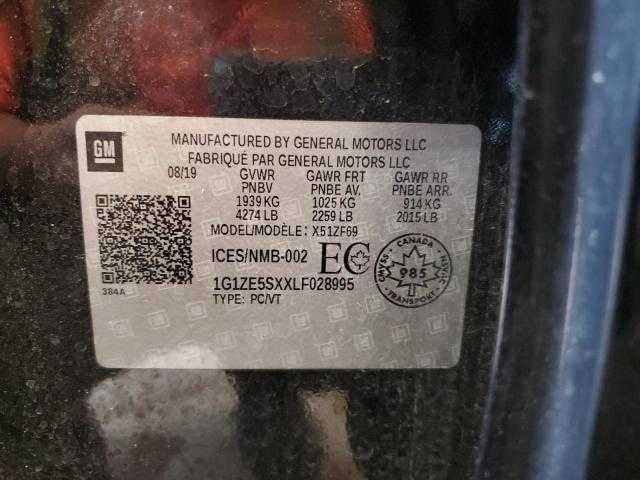 GM
MANUFACTURED BY GENERAL MOTORS LLC
FABRIQUÉ PAR GENERAL MOTORS LLC
08/19 GVWR GAWR FRT GAWR RR
PNBV PNBE AV. PNBE ARR.
1939 KG 1025 KG 914 KG
4274 LB 2259 LB 2015 LB
MODEL/MODÈLE: X51ZF69
ICES/NMB-002 EC
CANADA
985
TRANSPORT
1G1ZE5SXXLF028995
384A
TYPE: PC/VT